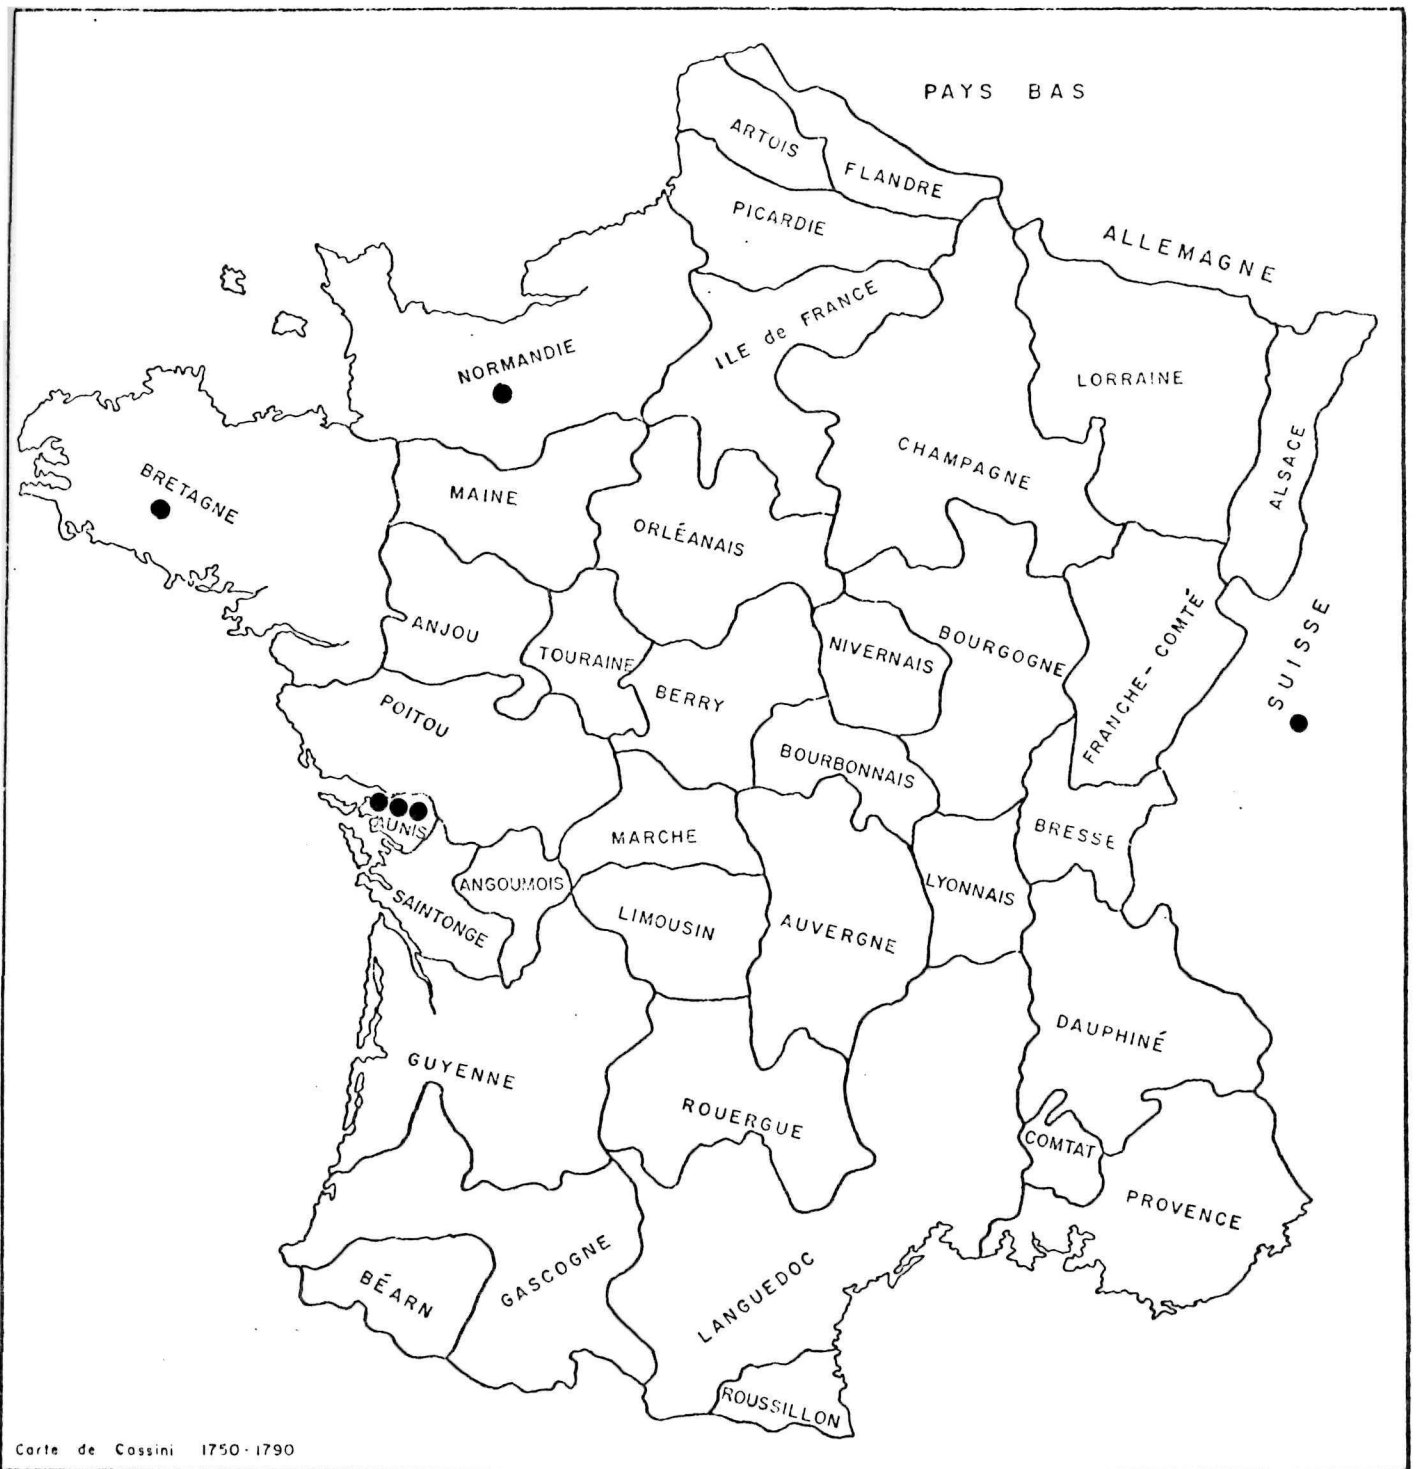 PAYS BAS
ARTOIS
FLANDRE
PICARDIE
ALLEMAGNE
ILE de FRANCE
NORMANDIE
LORRAINE
CHAMPAGNE
ALSACE
BRETAGNE
MAINE
ORLÉANAIS
ANJOU
TOURAINE
BERRY
NIVERNAIS
BOURGOGNE
FRANCHE-COMTÉ
SUISSE
POITOU
BOURBONNAIS
AUNIS
MARCHE
BRESSE
ANGOUMOIS
SAINTONGE
LIMOUSIN
AUVERGNE
LYONNAIS
DAUPHINÉ
GUYENNE
ROUERGUE
COMTAT
PROVENCE
BÉARN
GASCOGNE
LANGUEDOC
ROUSSILLON
Carte de Cassini 1750-1790